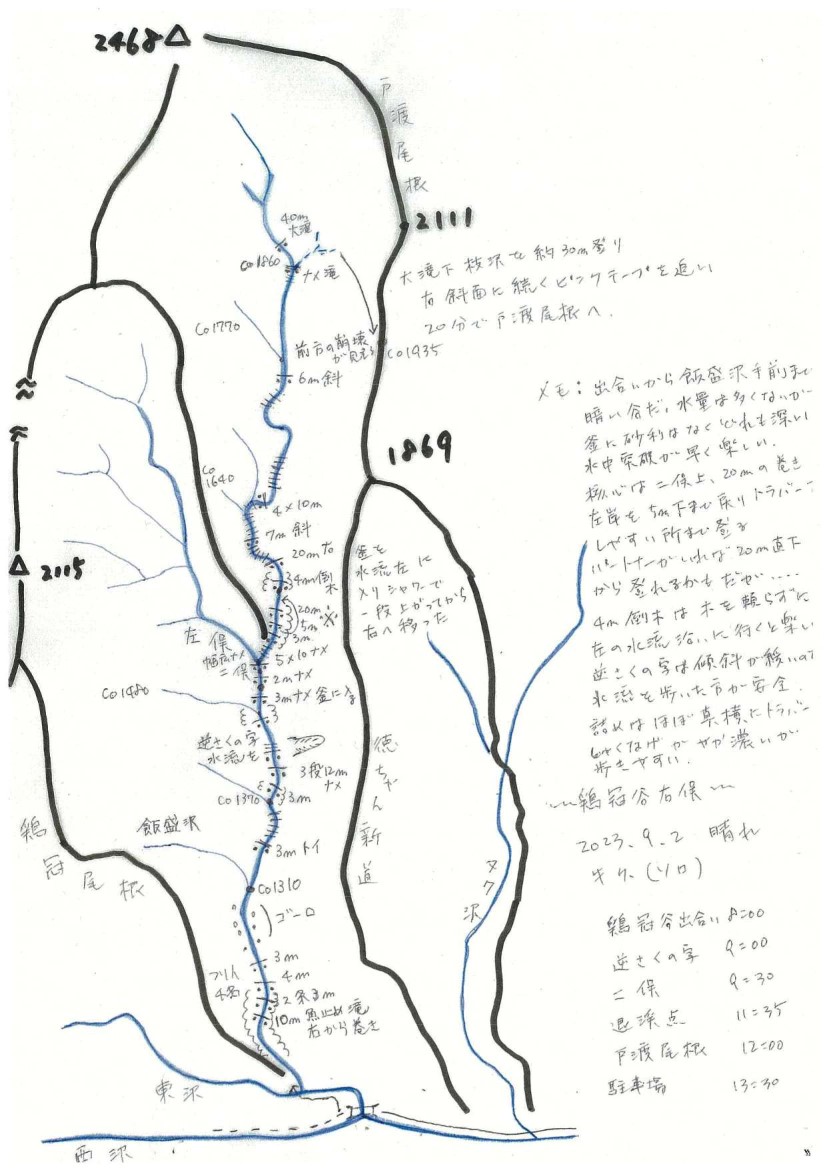 2468△
戸渡尾根
2111
40m
大滝
Co1860
ナメ滝
大滝下枝沢を約30m登り
右斜面に続くピンクテープを追い
20分で戸渡尾根へ.
Co1770
前方の崩壊
が見える
Co1935
6m斜
1869
Co
1640
4×10m
7m斜
20m右
4m倒
木
20m
5m
3m
釜を
水流左に
入りシャワーで
一段上がってから
右へ移った
△2115
左俣
幅広ナメ
二俣
5×10ナメ
2mナメ
3mナメ釜に入る
Co1480
逆さくの字
水流を
3段12m
ナメ
Co1370
3m
飯盛沢
3mトイ
Co1310
ゴーロ
3m
4m
2条3m
10m魚止め滝
右から巻き
4名
鶏冠尾根
徳ちゃん新道
ヌク沢
東沢
西沢
メモ：出合いから飯盛沢手前まで
暗い谷だ,水量は多くないが
釜に砂利はなくどれも深い
水中突破が早く楽しい.
核心は二俣上,20mの巻き
左岸を5m下まで戻りトラバー
しやすい所まで登る
パートナーがいれば20m直下
から登れるかもだが.....
4m倒木は木を頼らずに
左の水流沿いに行くと楽し
逆さくの字は傾斜が緩いので
水流を歩いた方が安全.
詰めはほぼ真横にトラバー
ヤブが濃いが
歩きやすい.
〜鶏冠谷右俣〜
2023.9.2 晴れ
(ソロ)
鶏冠谷出合い 8:00
逆さくの字 9:00
二俣 9:30
退渓点 11:35
戸渡尾根 12:00
駐車場 13:30